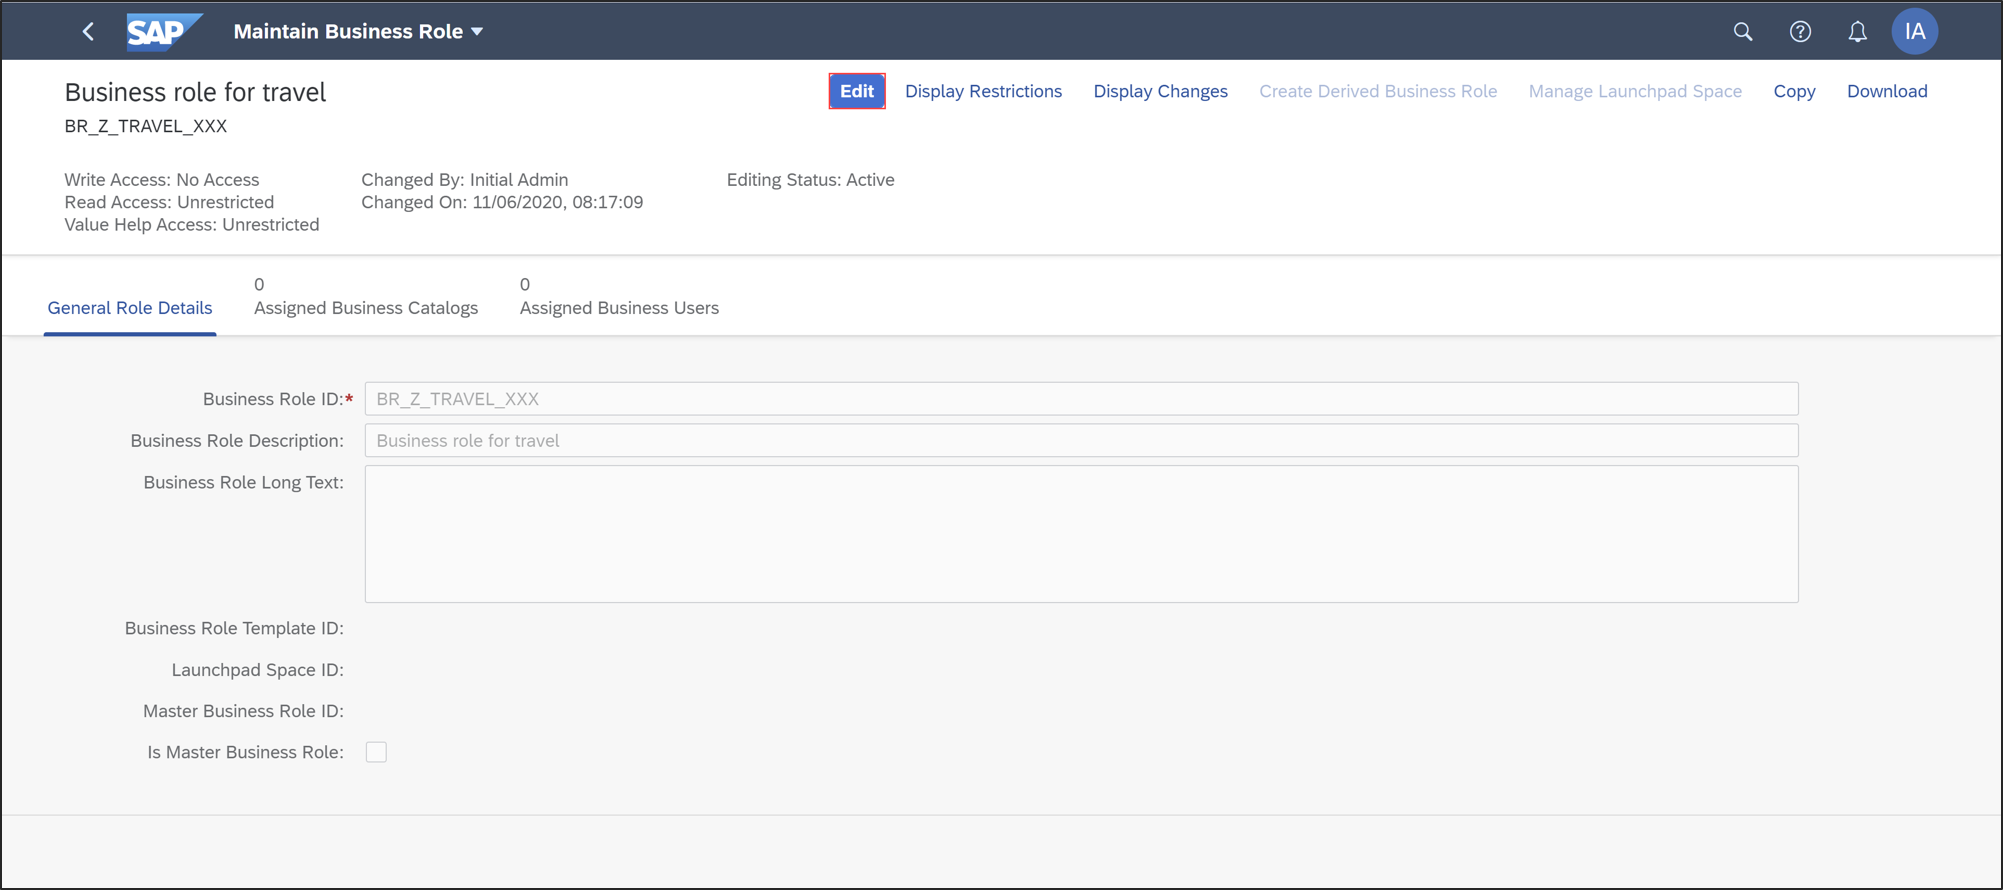 SAP Maintain Business Role IA
Business role for travel
Edit Display Restrictions Display Changes Create Derived Business Role Manage Launchpad Space Copy Download
BR_Z_TRAVEL_XXX
Write Access: No Access Changed By: Initial Admin Editing Status: Active
Read Access: Unrestricted Changed On: 11/06/2020, 08:17:09
Value Help Access: Unrestricted
0 0
General Role Details Assigned Business Catalogs Assigned Business Users
Business Role ID:* BR_Z_TRAVEL_XXX
Business Role Description: Business role for travel
Business Role Long Text:
Business Role Template ID:
Launchpad Space ID:
Master Business Role ID:
Is Master Business Role: